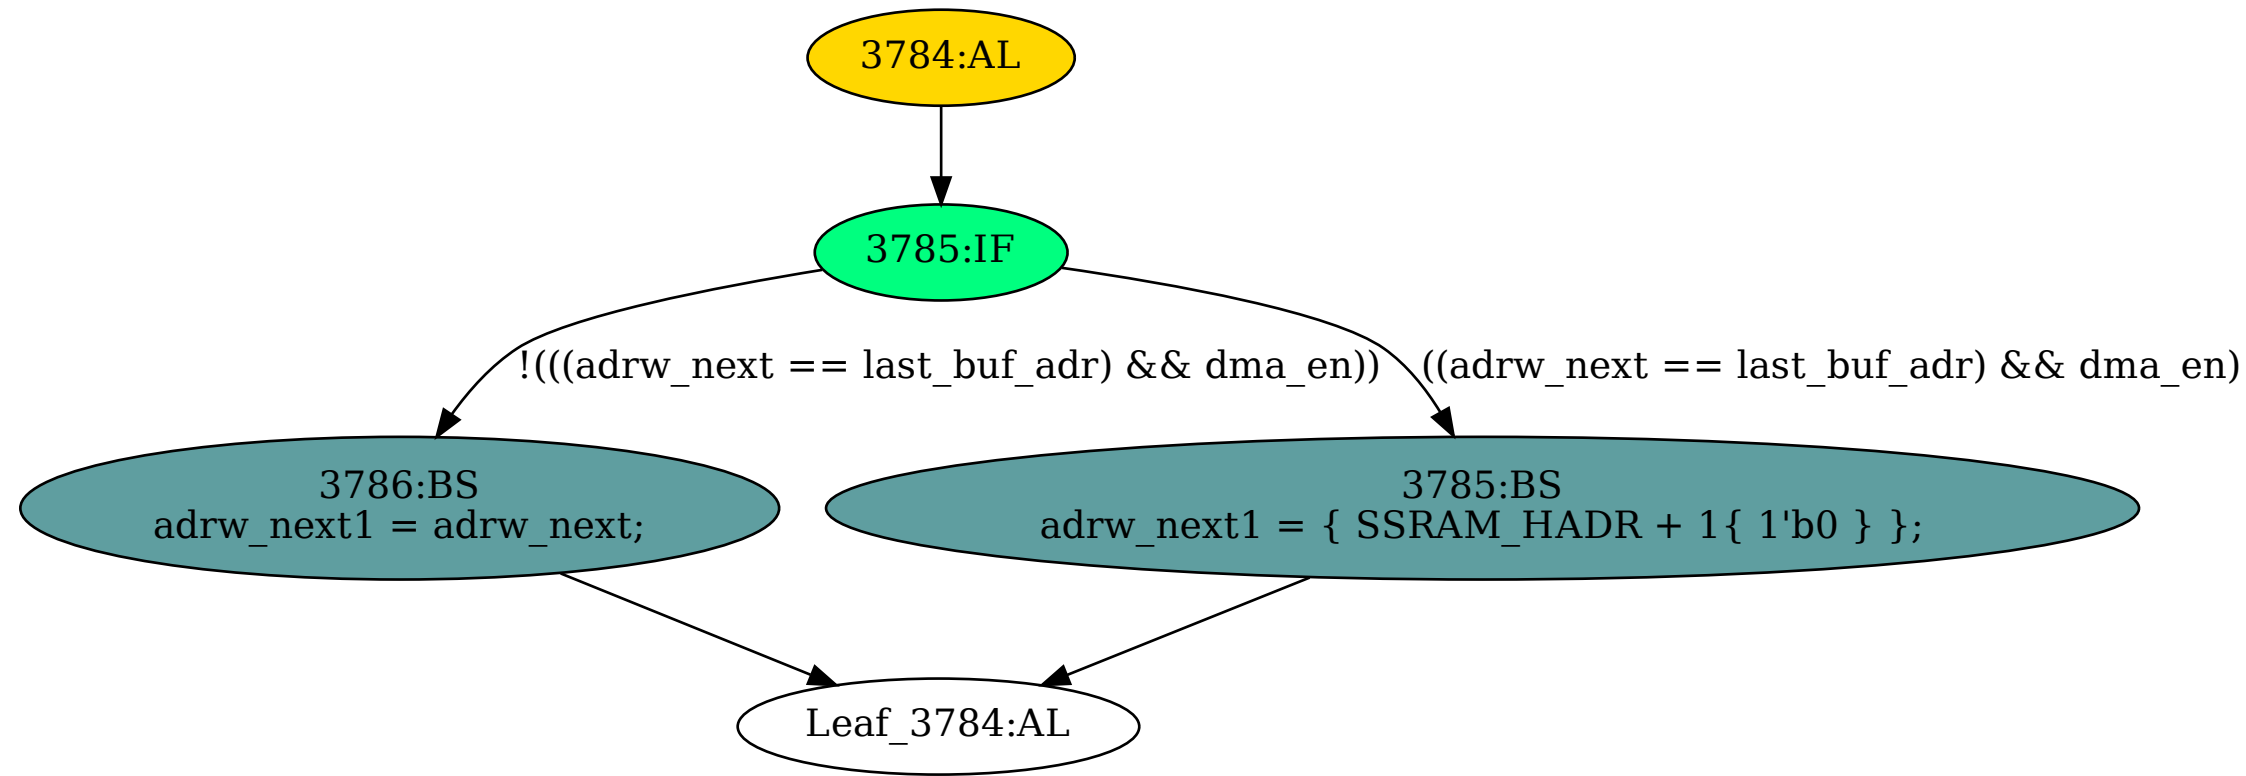 3784:AL
3785:IF
!(((adrw_next == last_buf_adr) && dma_en))
((adrw_next == last_buf_adr) && dma_en)
3786:BS
adrw_next1 = adrw_next;
3785:BS
adrw_next1 = { SSRAM_HADR + 1{ 1'b0 } };
Leaf_3784:AL